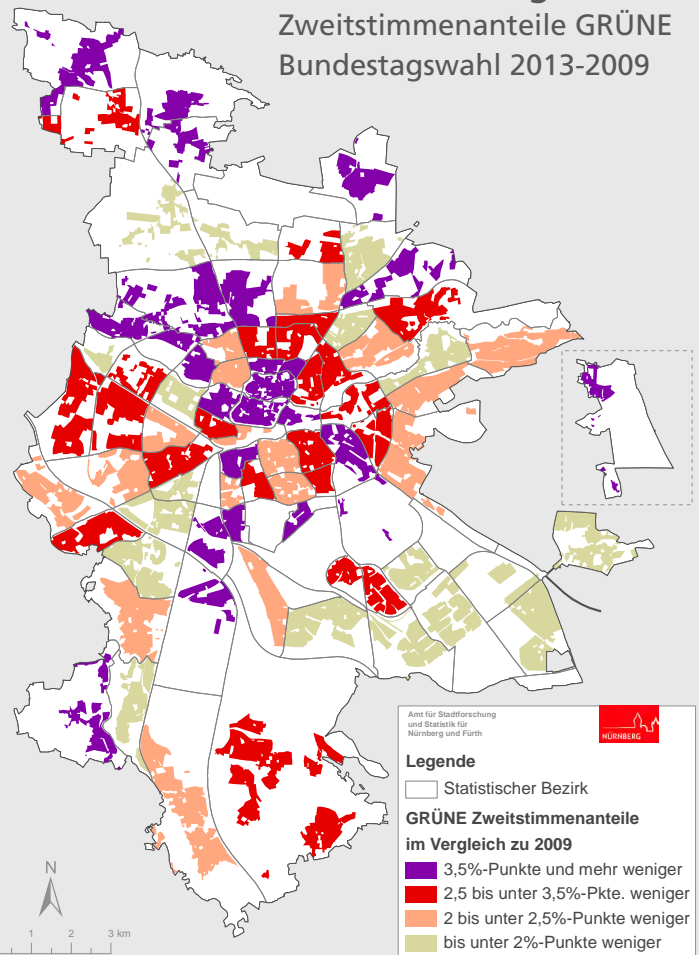 Zweitstimmenanteile GRÜNE
Bundestagswahl 2013-2009
Amt für Stadtforschung
und Statistik für
Nürnberg und Fürth
NÜRNBERG
Legende
Statistischer Bezirk
GRÜNE Zweitstimmenanteile
im Vergleich zu 2009
3,5%-Punkte und mehr weniger
2,5 bis unter 3,5%-Pkte. weniger
2 bis unter 2,5%-Punkte weniger
bis unter 2%-Punkte weniger
N
1 2 3 km